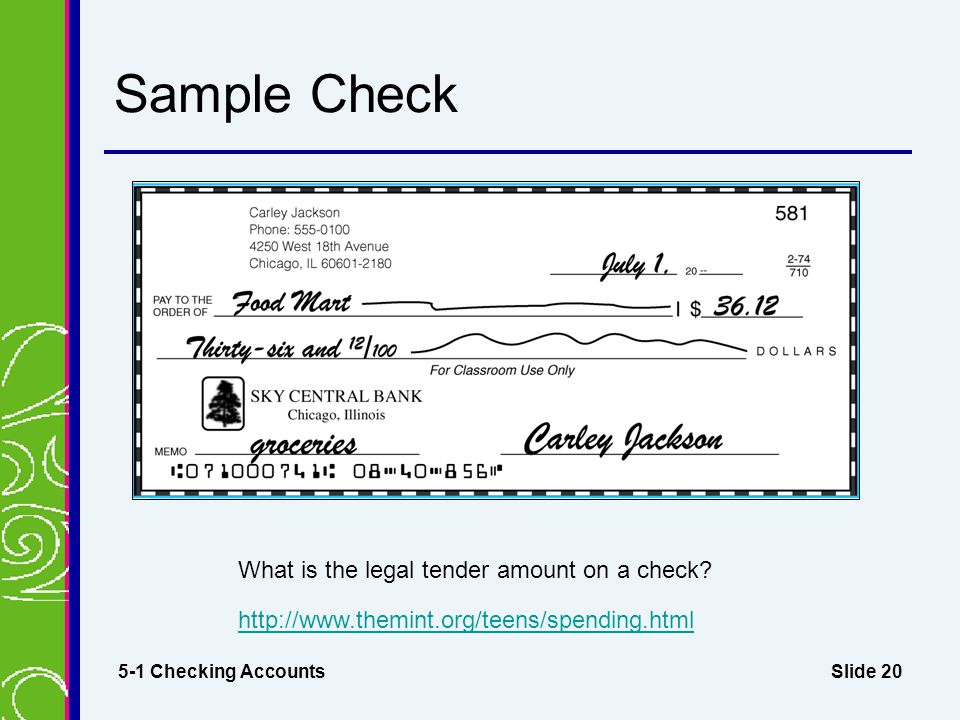 Sample Check
Carley Jackson
Phone: 555-0100
4250 West 18th Avenue
Chicago, IL 60601-2180
581
July 1, 20 --
2-74
710
PAY TO THE
ORDER OF Food Mart $ 36.12
Thirty-six and 12/100 DOLLARS
For Classroom Use Only
SKY CENTRAL BANK
Chicago, Illinois
MEMO groceries Carley Jackson
⑆071000741⑆ 08⑉40⑉856⑈
What is the legal tender amount on a check?
http://www.themint.org/teens/spending.html
5-1 Checking Accounts Slide 20